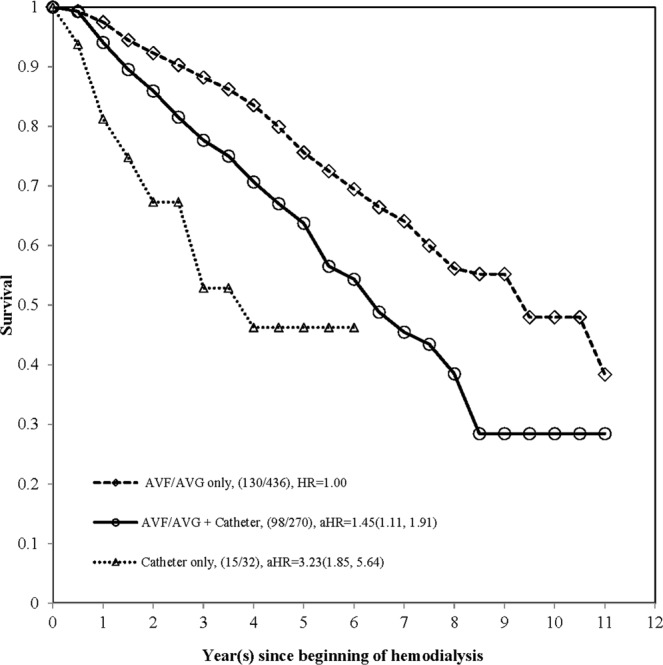 1
0.9
0.8
0.7
0.6
0.5
0.4
0.3
0.2
0.1
0
Survival
AVF/AVG only, (130/436), HR=1.00
AVF/AVG + Catheter, (98/270), aHR=1.45(1.11, 1.91)
Catheter only, (15/32), aHR=3.23(1.85, 5.64)
0 1 2 3 4 5 6 7 8 9 10 11 12
Year(s) since beginning of hemodialysis